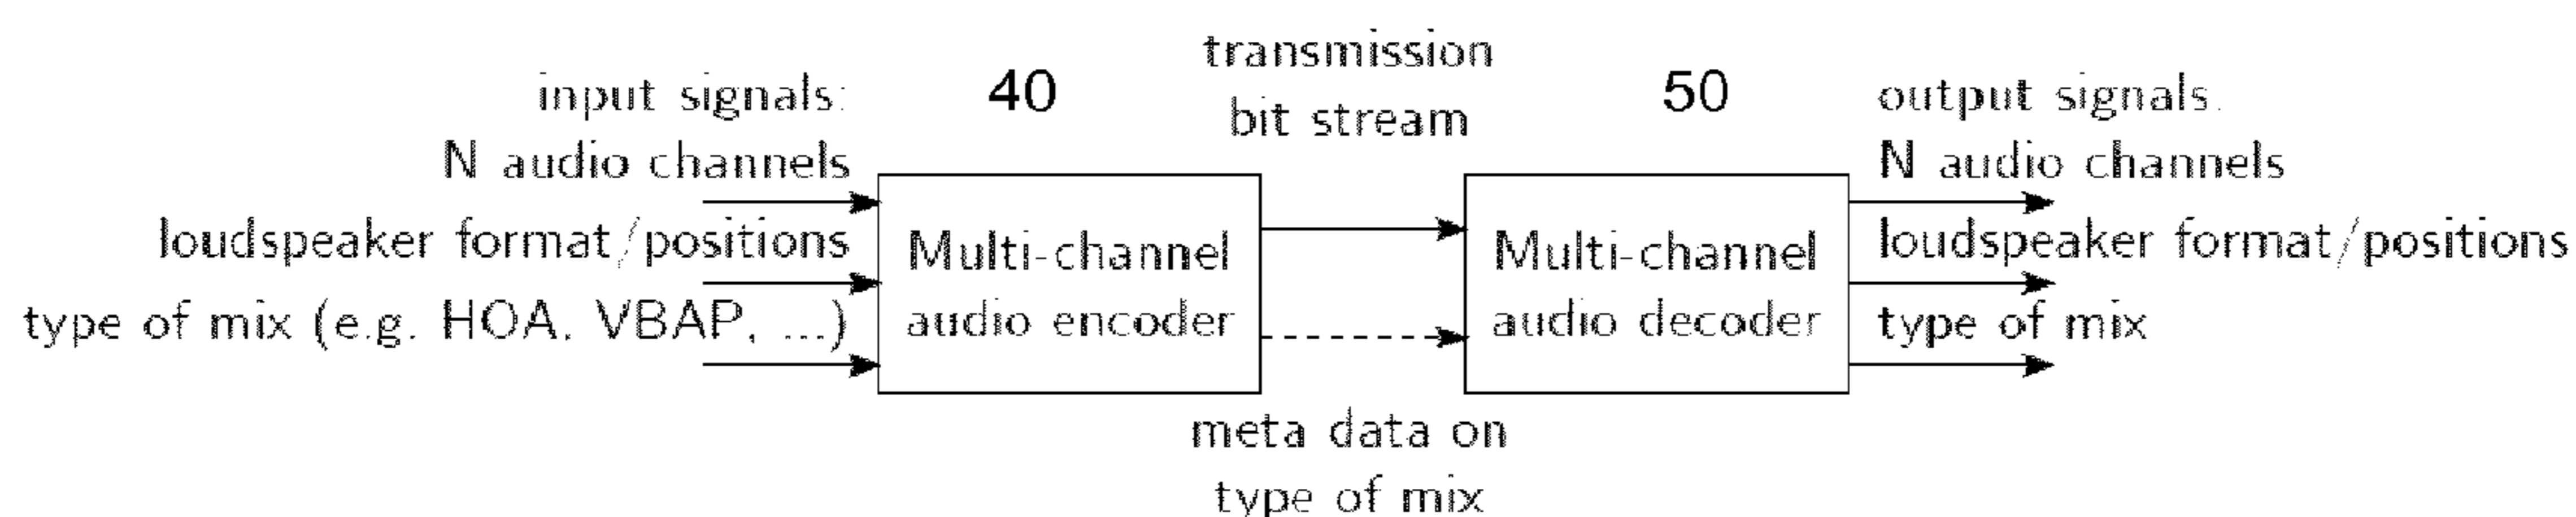 input signals:
N audio channels
loudspeaker format/positions
type of mix (e.g. HOA, VBAP, ...)
40
Multi-channel
audio encoder
transmission
bit stream
meta data on
type of mix
50
Multi-channel
audio decoder
output signals:
N audio channels
loudspeaker format/positions
type of mix